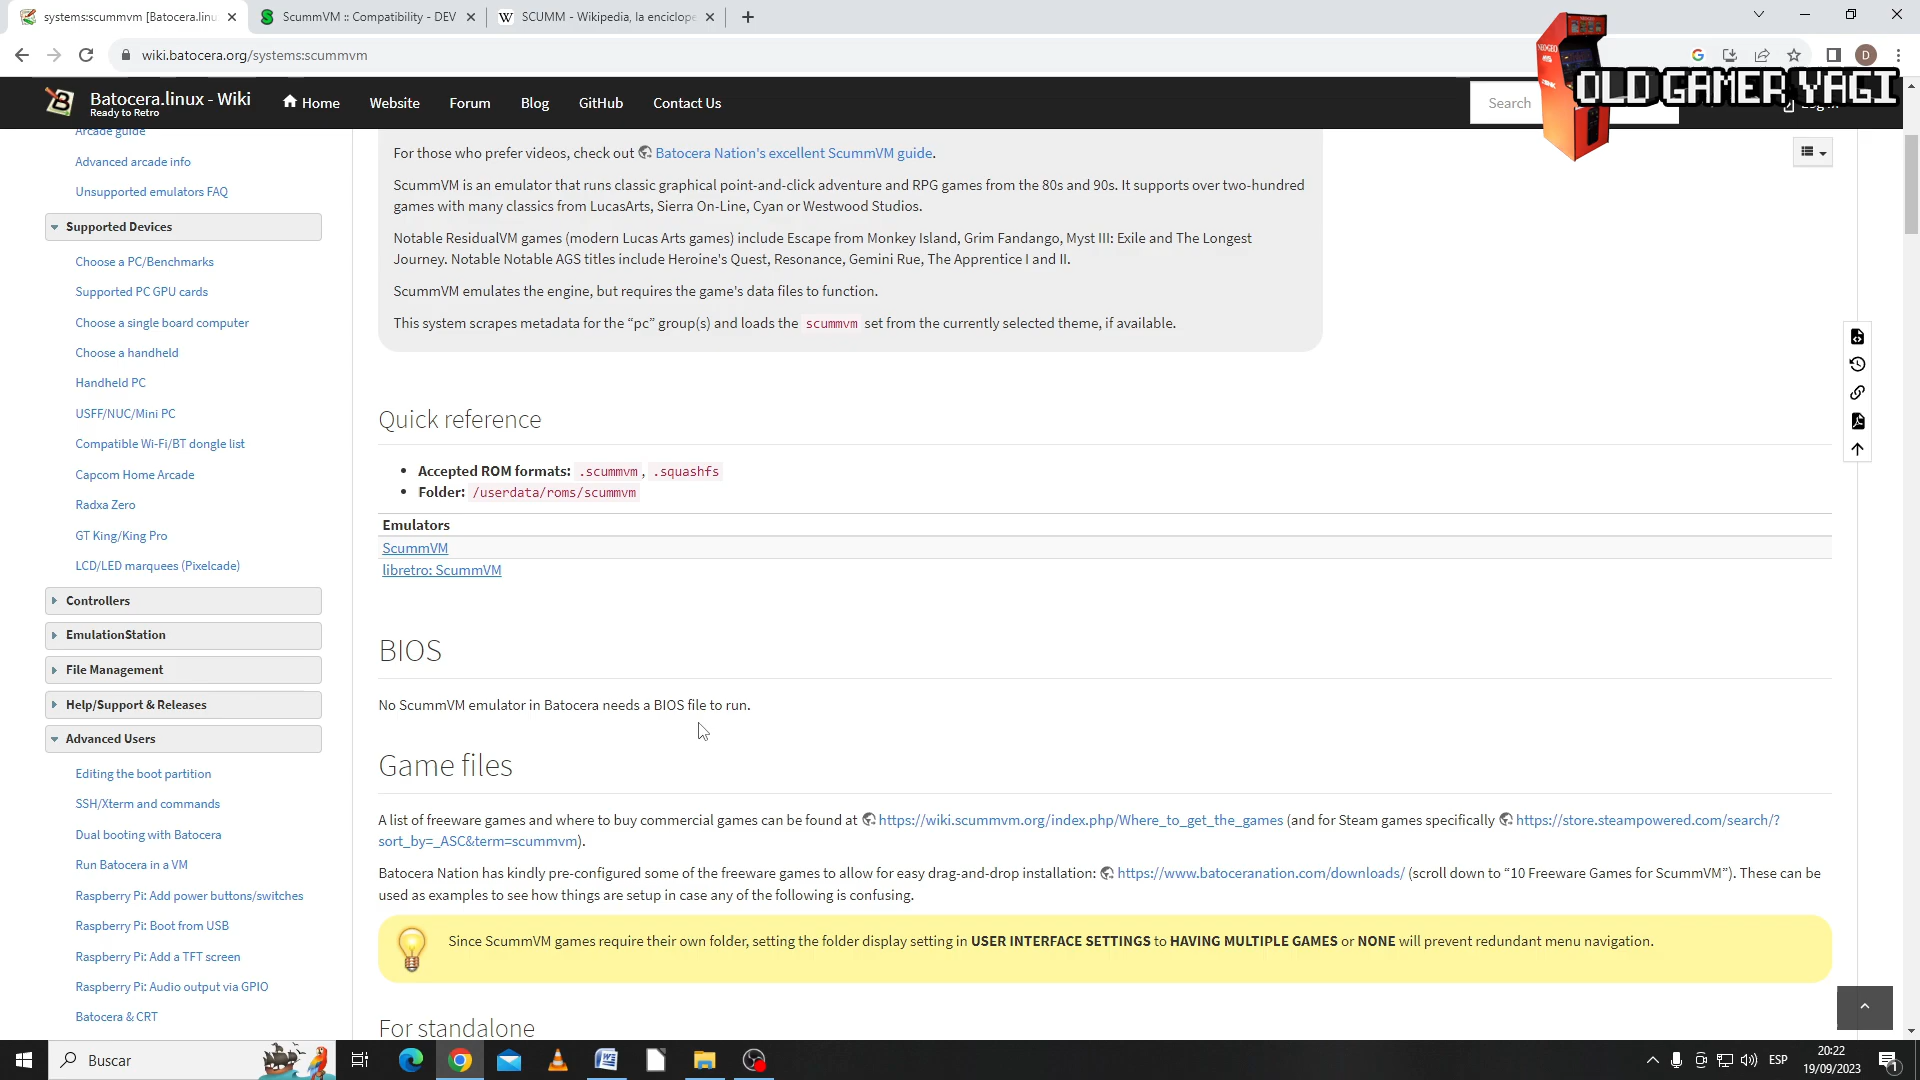 systems:scummvm [Batocera.linu
ScummVM :: Compatibility - DEV
SCUMM - Wikipedia, la enciclope
wiki.batocera.org/systems:scummvm
D
OLD GAMER YAGI
NEOGEO
Batocera.linux - Wiki
Ready to Retro
Home
Website
Forum
Blog
GitHub
Contact Us
Search
Arcade guide
Advanced arcade info
Unsupported emulators FAQ
Supported Devices
Choose a PC/Benchmarks
Supported PC GPU cards
Choose a single board computer
Choose a handheld
Handheld PC
USFF/NUC/Mini PC
Compatible Wi-Fi/BT dongle list
Capcom Home Arcade
Radxa Zero
GT King/King Pro
LCD/LED marquees (Pixelcade)
Controllers
EmulationStation
File Management
Help/Support & Releases
Advanced Users
Editing the boot partition
SSH/Xterm and commands
Dual booting with Batocera
Run Batocera in a VM
Raspberry Pi: Add power buttons/switches
Raspberry Pi: Boot from USB
Raspberry Pi: Add a TFT screen
Raspberry Pi: Audio output via GPIO
Batocera & CRT
For those who prefer videos, check out Batocera Nation's excellent ScummVM guide.
ScummVM is an emulator that runs classic graphical point-and-click adventure and RPG games from the 80s and 90s. It supports over two-hundred
games with many classics from LucasArts, Sierra On-Line, Cyan or Westwood Studios.
Notable ResidualVM games (modern Lucas Arts games) include Escape from Monkey Island, Grim Fandango, Myst III: Exile and The Longest
Journey. Notable Notable AGS titles include Heroine's Quest, Resonance, Gemini Rue, The Apprentice I and II.
ScummVM emulates the engine, but requires the game's data files to function.
This system scrapes metadata for the “pc” group(s) and loads the scummvm set from the currently selected theme, if available.
Quick reference
• Accepted ROM formats: .scummvm, .squashfs
• Folder: /userdata/roms/scummvm
Emulators
ScummVM
libretro: ScummVM
BIOS
No ScummVM emulator in Batocera needs a BIOS file to run.
Game files
A list of freeware games and where to buy commercial games can be found at https://wiki.scummvm.org/index.php/Where_to_get_the_games (and for Steam games specifically https://store.steampowered.com/search/?
sort_by=_ASC&term=scummvm).
Batocera Nation has kindly pre-configured some of the freeware games to allow for easy drag-and-drop installation: https://www.batoceranation.com/downloads/ (scroll down to “10 Freeware Games for ScummVM”). These can be
used as examples to see how things are setup in case any of the following is confusing.
Since ScummVM games require their own folder, setting the folder display setting in USER INTERFACE SETTINGS to HAVING MULTIPLE GAMES or NONE will prevent redundant menu navigation.
For standalone
Buscar
ESP
20:22
19/09/2023
1